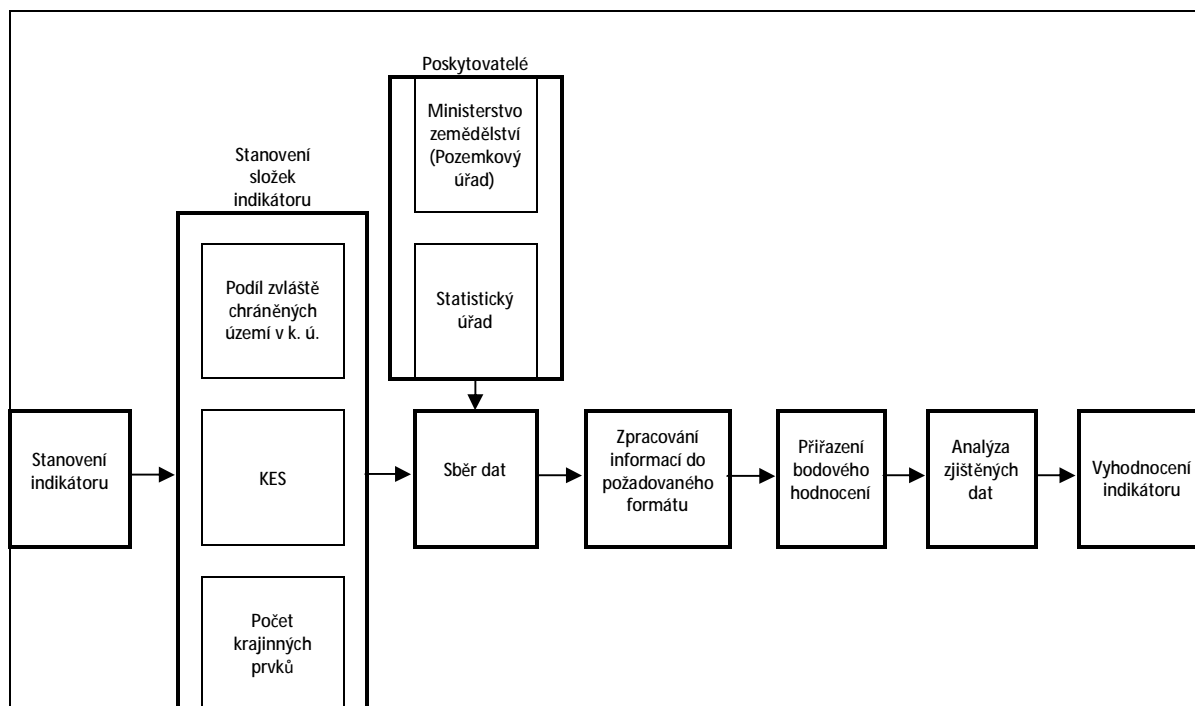 Poskytovatelé
Ministerstvo
zemědělství
(Pozemkový
úřad)
Statistický
úřad
Stanovení
složek
indikátoru
Podíl zvláště
chráněných
území v k. ú.
KES
Počet
krajinných
prvků
Stanovení
indikátoru
Sběr dat
Zpracování
informací do
požadovaného
formátu
Přiřazení
bodového
hodnocení
Analýza
zjištěných
dat
Vyhodnocení
indikátoru